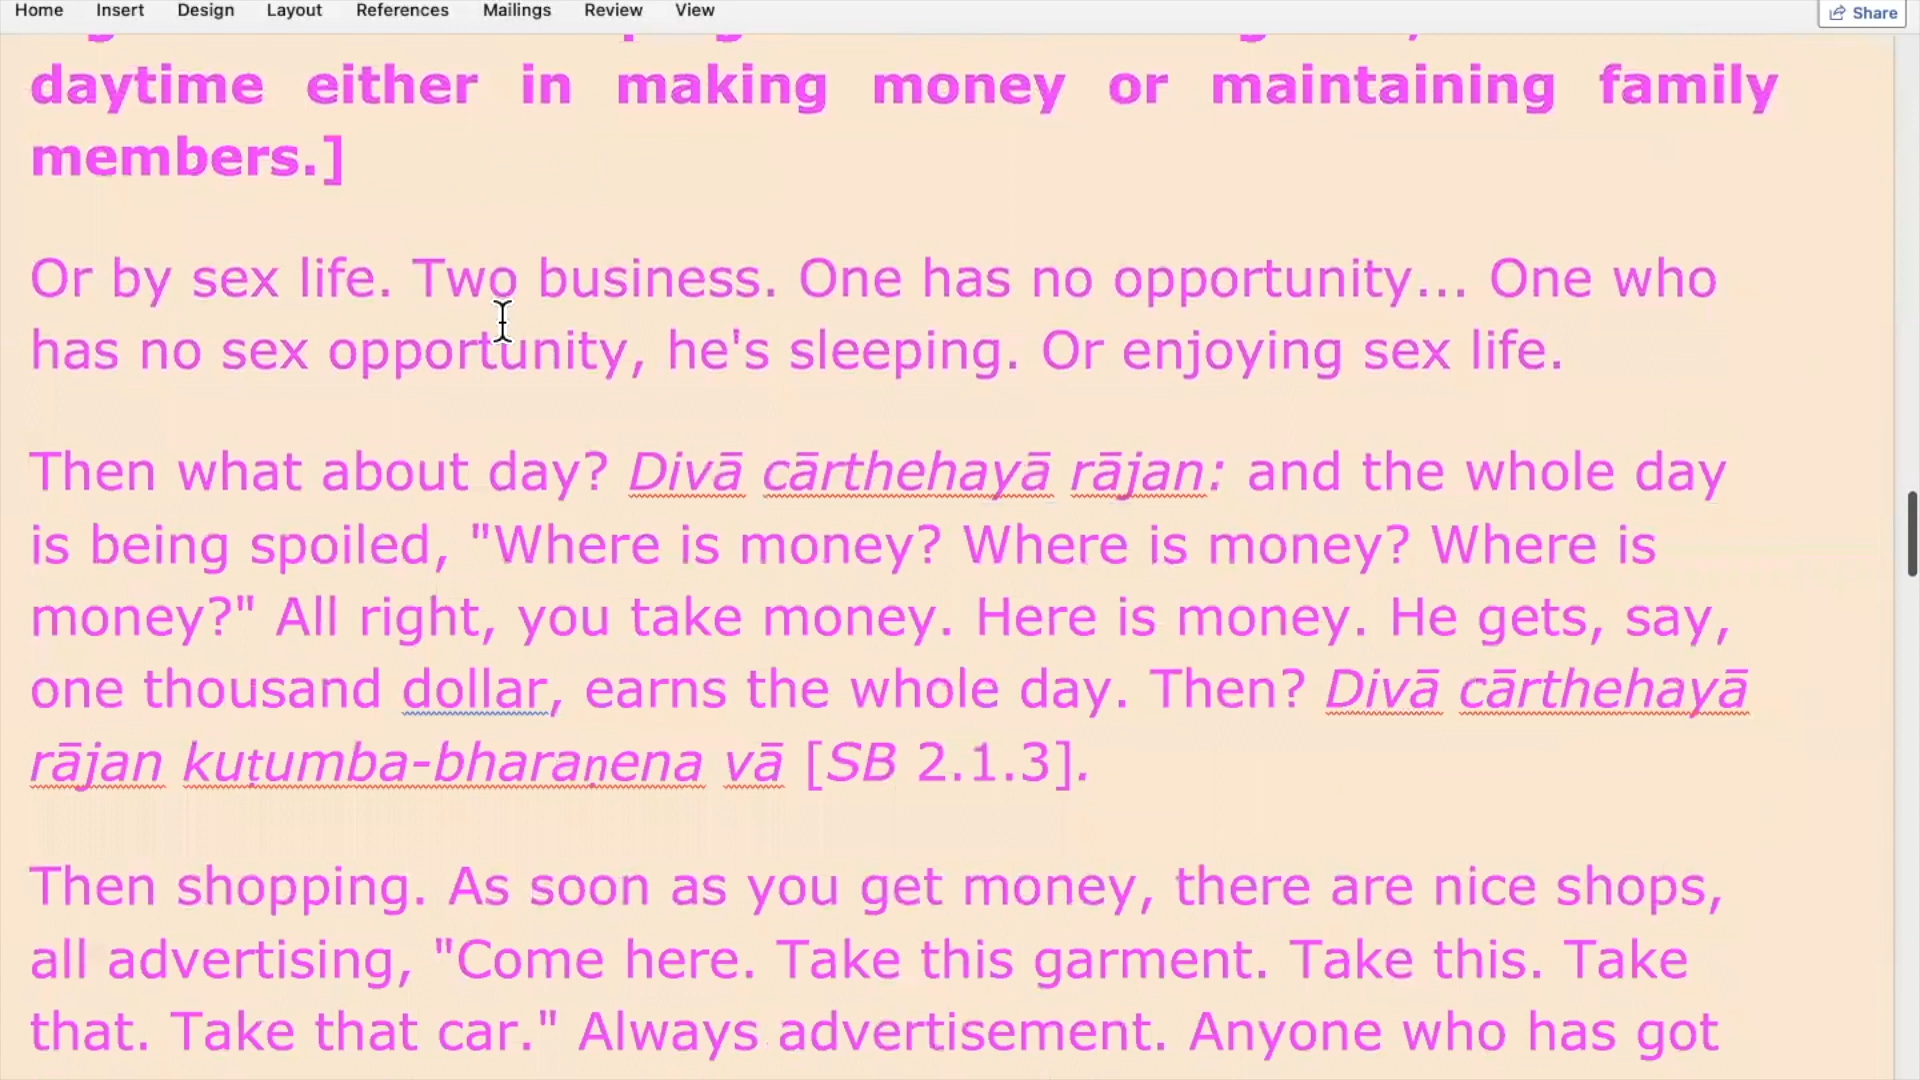 Home Insert Design Layout References Mailings Review View Share
daytime either in making money or maintaining family
members.]
Or by sex life. Two business. One has no opportunity... One who
has no sex opportunity, he's sleeping. Or enjoying sex life.
Then what about day? Divā cārthehayā rājan: and the whole day
is being spoiled, "Where is money? Where is money? Where is
money?" All right, you take money. Here is money. He gets, say,
one thousand dollar, earns the whole day. Then? Divā cārthehayā
rājan kuṭumba-bharaṇena vā [SB 2.1.3].
Then shopping. As soon as you get money, there are nice shops,
all advertising, "Come here. Take this garment. Take this. Take
that. Take that car." Always advertisement. Anyone who has got